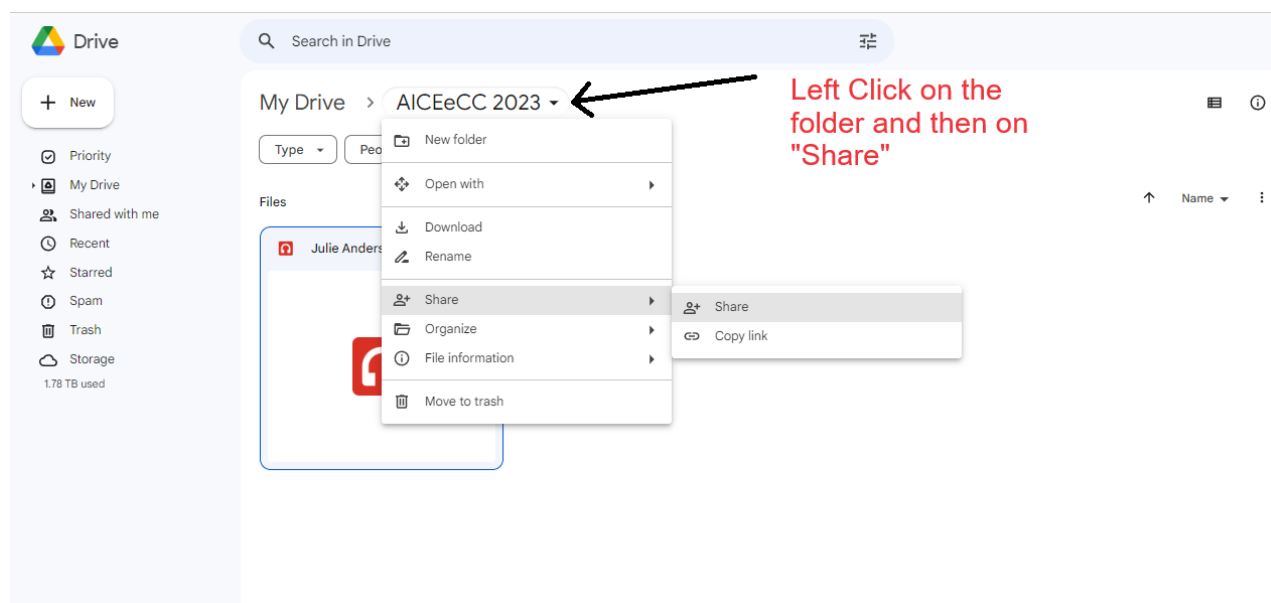 Drive
Search in Drive
New
My Drive > AICEeCC 2023
Left Click on the
folder and then on
"Share"
Type
Peo
Priority
My Drive
Shared with me
Recent
Starred
Spam
Trash
Storage
1.78 TB used
New folder
Open with
Download
Rename
Share
Organize
File information
Move to trash
Share
Copy link
Files
Name
Julie Anders